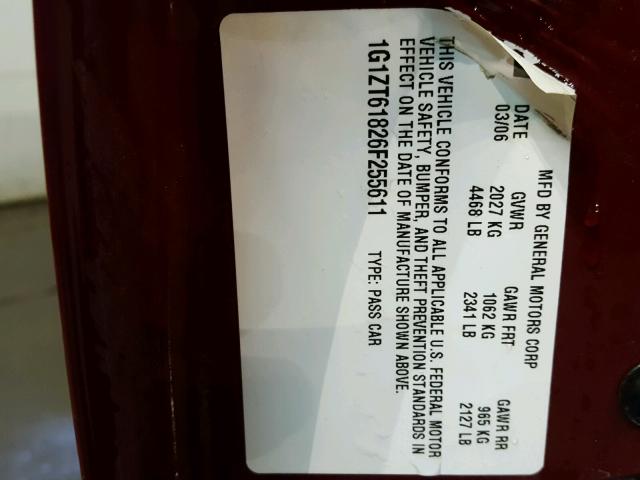 MFD BY GENERAL MOTORS CORP
DATE GVWR GAWR FRT GAWR RR
03/06 2027 KG 1062 KG 965 KG
4468 LB 2341 LB 2127 LB
THIS VEHICLE CONFORMS TO ALL APPLICABLE U.S. FEDERAL MOTOR
VEHICLE SAFETY, BUMPER, AND THEFT PREVENTION STANDARDS IN
EFFECT ON THE DATE OF MANUFACTURE SHOWN ABOVE.
1G1ZT61826F255611 TYPE: PASS CAR